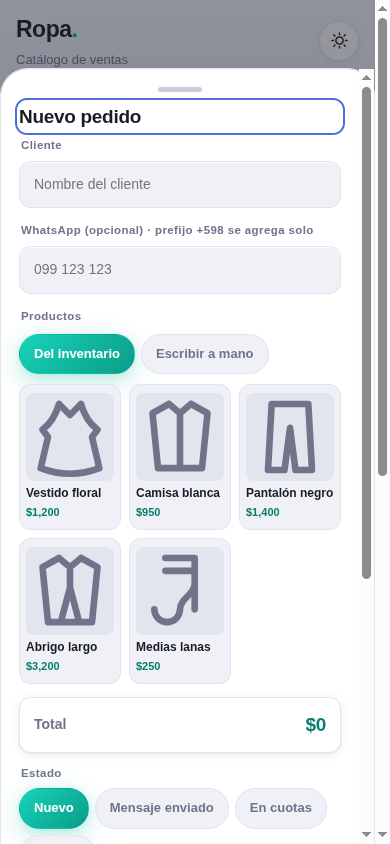 Ropa.
Catálogo de ventas
Nuevo pedido
Cliente
Nombre del cliente
WhatsApp (opcional) · prefijo +598 se agrega solo
099 123 123
Productos
Del inventario
Escribir a mano
Vestido floral
$1,200
Camisa blanca
$950
Pantalón negro
$1,400
Abrigo largo
$3,200
Medias lanas
$250
Total
$0
Estado
Nuevo
Mensaje enviado
En cuotas